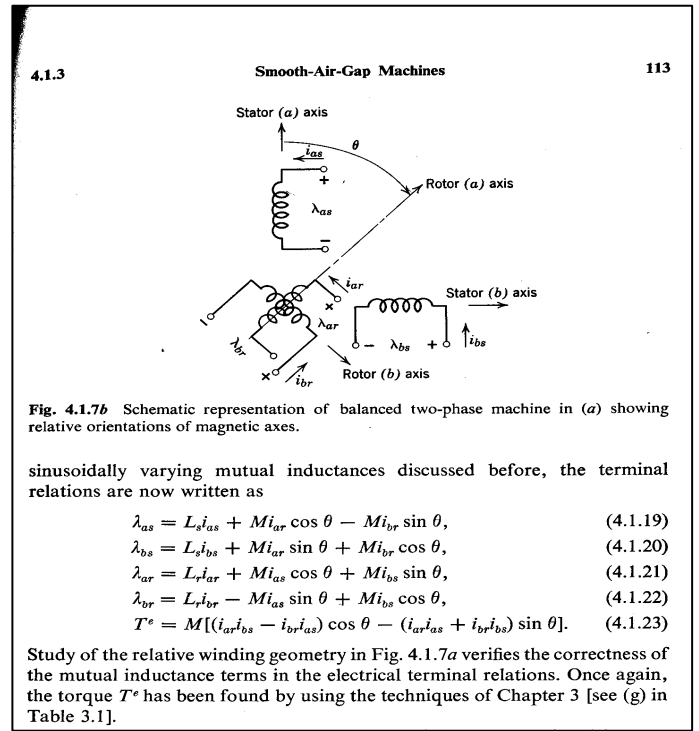 4.1.3 Smooth-Air-Gap Machines 113
Stator (a) axis
θ
i_as
+
Rotor (a) axis
λ_as
−
i_ar
Stator (b) axis
λ_ar
− λ_bs + i_bs
λ_br
Rotor (b) axis
i_br
Fig. 4.1.7b Schematic representation of balanced two-phase machine in (a) showing
relative orientations of magnetic axes.
sinusoidally varying mutual inductances discussed before, the terminal
relations are now written as
λ_as = L_s i_as + M i_ar cos θ − M i_br sin θ, (4.1.19)
λ_bs = L_s i_bs + M i_ar sin θ + M i_br cos θ, (4.1.20)
λ_ar = L_r i_ar + M i_as cos θ + M i_bs sin θ, (4.1.21)
λ_br = L_r i_br − M i_as sin θ + M i_bs cos θ, (4.1.22)
T^e = M[(i_ar i_bs − i_br i_as) cos θ − (i_ar i_as + i_br i_bs) sin θ]. (4.1.23)
Study of the relative winding geometry in Fig. 4.1.7a verifies the correctness of
the mutual inductance terms in the electrical terminal relations. Once again,
the torque T^e has been found by using the techniques of Chapter 3 [see (g) in
Table 3.1].